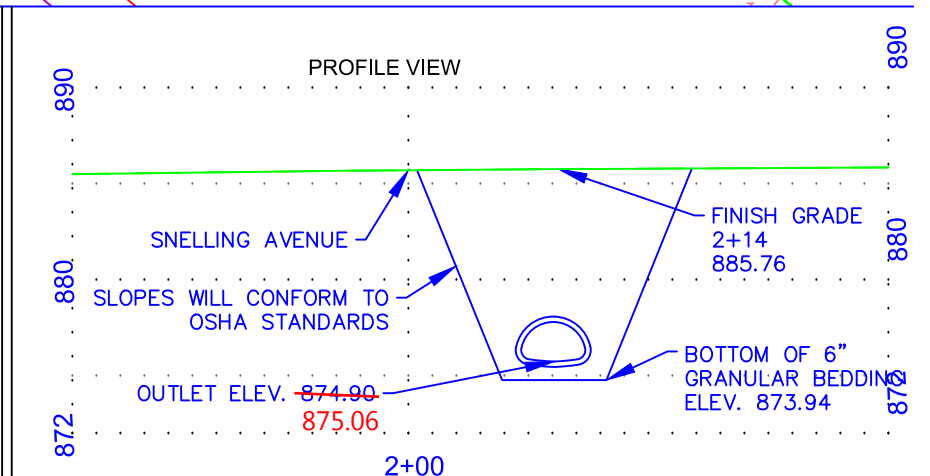 PROFILE VIEW
890
890
SNELLING AVENUE
FINISH GRADE
2+14
885.76
880
880
SLOPES WILL CONFORM TO
OSHA STANDARDS
OUTLET ELEV. 874.90
875.06
BOTTOM OF 6"
GRANULAR BEDDING
ELEV. 873.94
872
872
2+00